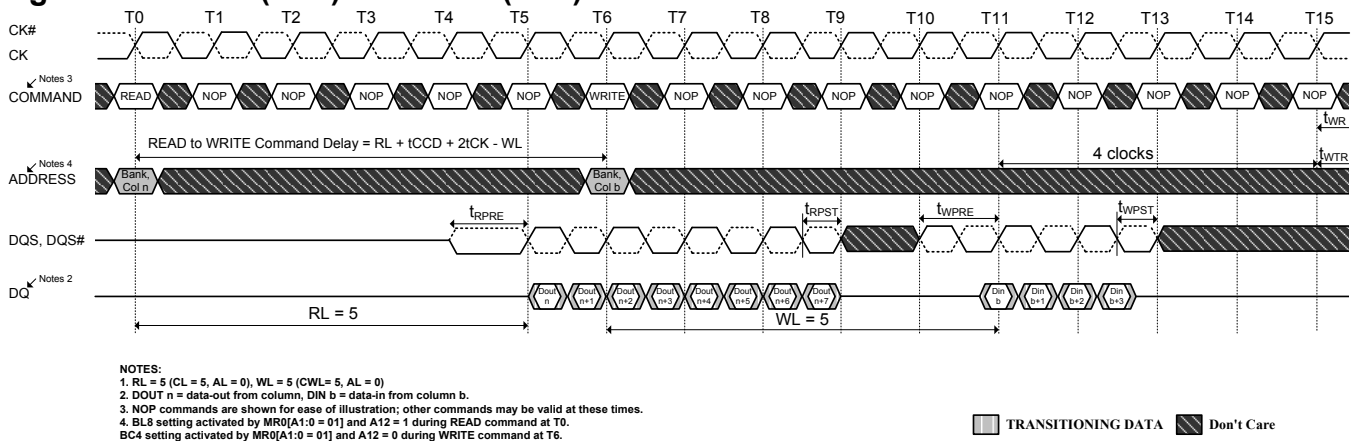 T0 T1 T2 T3 T4 T5 T6 T7 T8 T9 T10 T11 T12 T13 T14 T15
CK#
CK
Notes 3
COMMAND READ NOP NOP NOP NOP NOP WRITE NOP NOP NOP NOP NOP NOP NOP NOP NOP
tWR
READ to WRITE Command Delay = RL + tCCD + 2tCK - WL
4 clocks
tWTR
Notes 4
ADDRESS Bank, Col n Bank, Col b
tRPRE tRPST tWPRE tWPST
DQS, DQS#
Notes 2
DQ Dout n Dout n+1 Dout n+2 Dout n+3 Dout n+4 Dout n+5 Dout n+6 Dout n+7 Din b Din b+1 Din b+2 Din b+3
RL = 5 WL = 5
NOTES:
1. RL = 5 (CL = 5, AL = 0), WL = 5 (CWL= 5, AL = 0)
2. DOUT n = data-out from column, DIN b = data-in from column b.
3. NOP commands are shown for ease of illustration; other commands may be valid at these times.
4. BL8 setting activated by MR0[A1:0 = 01] and A12 = 1 during READ command at T0.
BC4 setting activated by MR0[A1:0 = 01] and A12 = 0 during WRITE command at T6.
TRANSITIONING DATA Don't Care